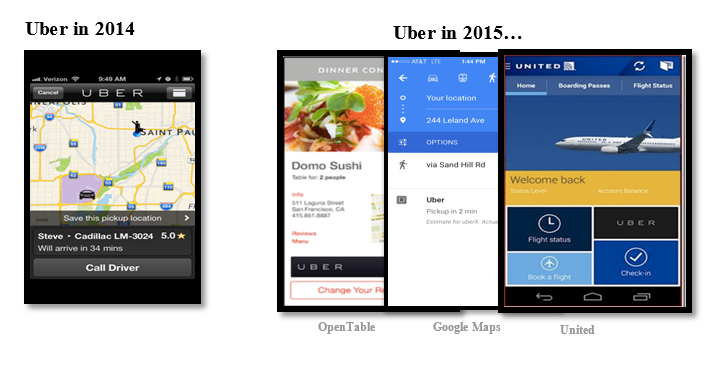 Uber in 2014
Uber in 2015…
Verizon 9:49 AM
Cancel UBER
SAINT PAU
Save this pickup location
Steve • Cadillac LM-3024 5.0
Will arrive in 34 mins
Call Driver
DINNER CON
Domo Sushi
Table for: 2 people
Info
511 Laguna Street
San Francisco, CA
415.861.8887
Reviews
Menu
UBER
Change Your Re
AT&T LTE 1:44 PM
Your location
244 Leland Ave
OPTIONS
via Sand Hill Rd
Uber
Pickup in 2 min
Estimate for uberX. Actua
UNITED
Home Boarding Passes Flight Status
UNITED
Welcome back
Status Level Account Balance
Flight status
UBER
Book a flight
Check-in
OpenTable
Google Maps
United